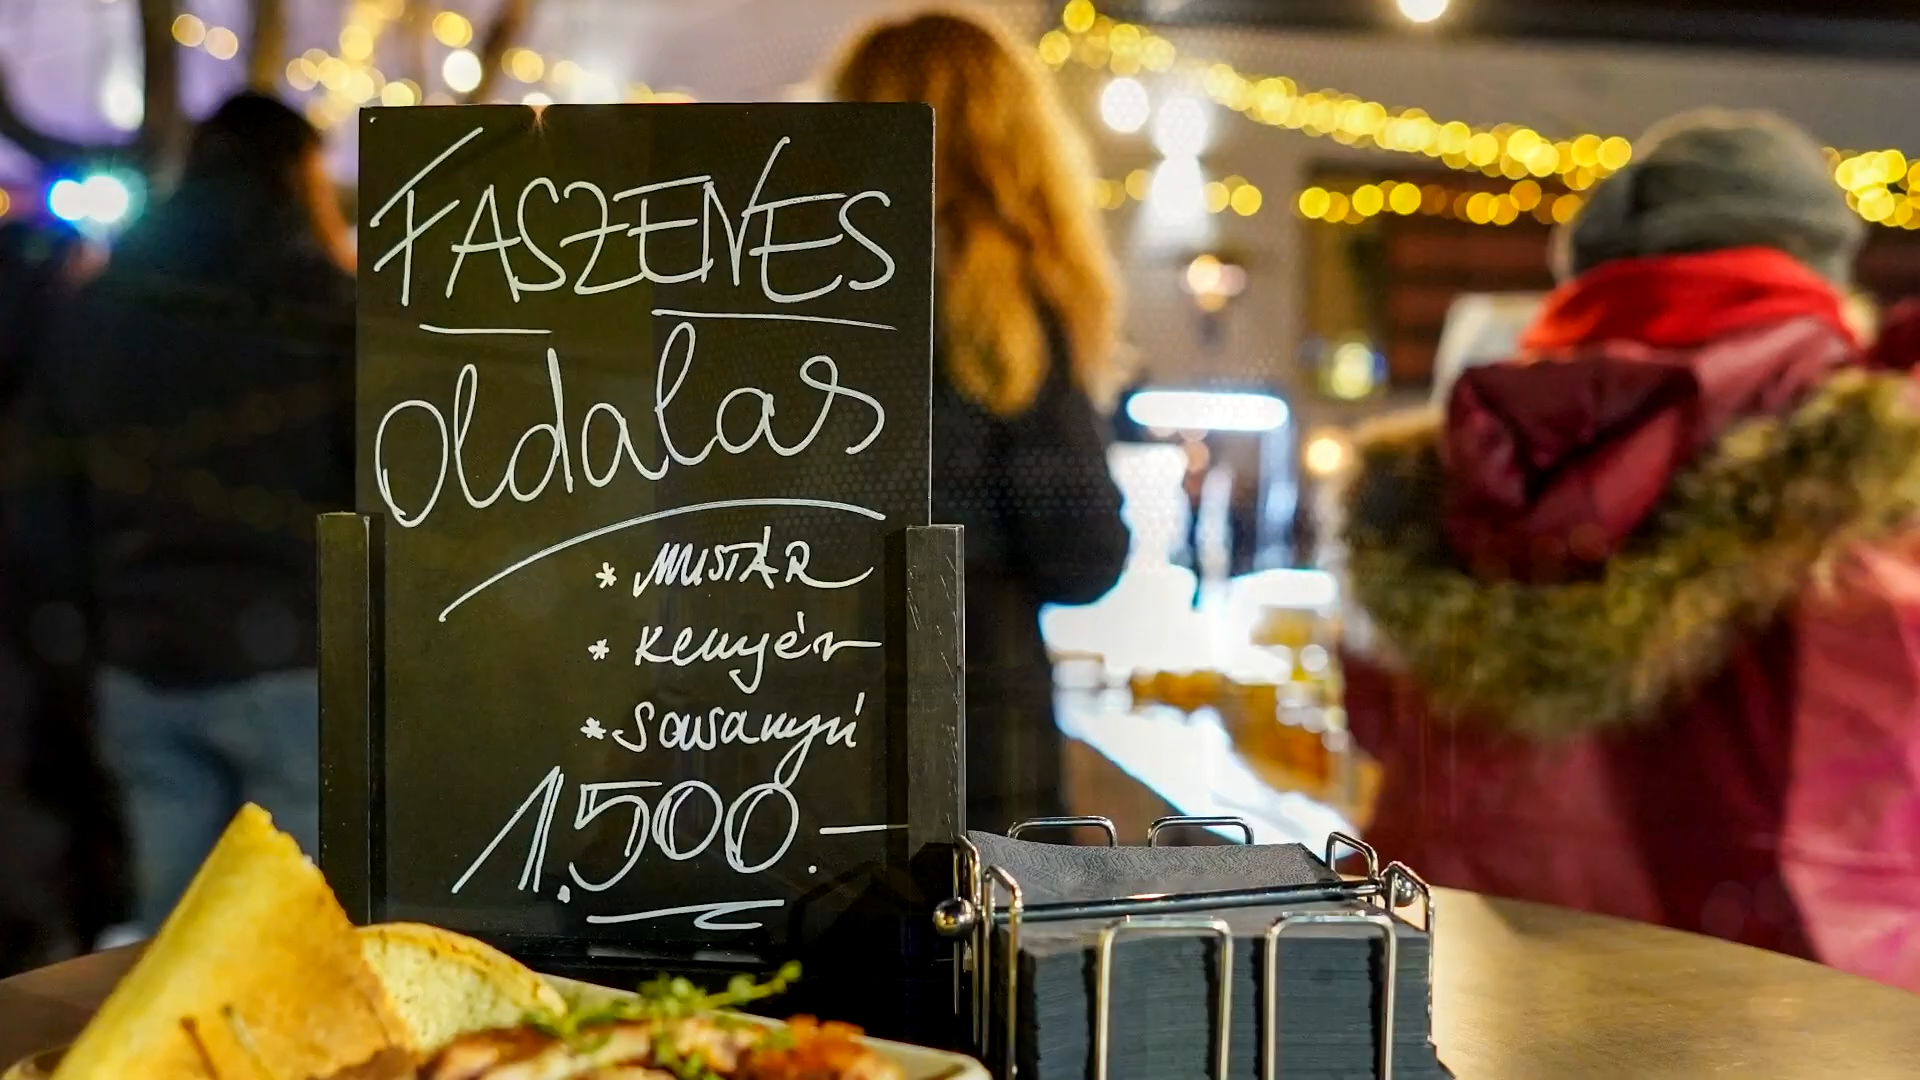 FASZENES
oldalas
* MUSTÁR
* Kenyér
* Savanyú
1.500.-